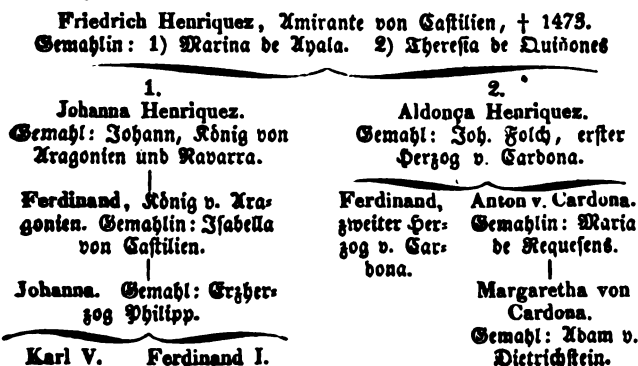 Friedrich Henriquez, Amirante von Castilien, † 1473.
Gemahlin: 1) Marina de Ayala. 2) Theresia de Quiñones
1.
Johanna Henriquez.
Gemahl: Johann, König von
Aragonien und Navarra.
Ferdinand, König v. Ara-
gonien. Gemahlin: Isabella
von Castilien.
Johanna. Gemahl: Erzher-
zog Philipp.
Karl V. Ferdinand I.
2.
Aldonça Henriquez.
Gemahl: Joh. Folch, erster
Herzog v. Cardona.
Ferdinand,
zweiter Her-
zog v. Car-
dona.
Anton v. Cardona.
Gemahlin: Maria
de Requesens.
Margaretha von
Cardona.
Gemahl: Adam v.
Dietrichstein.